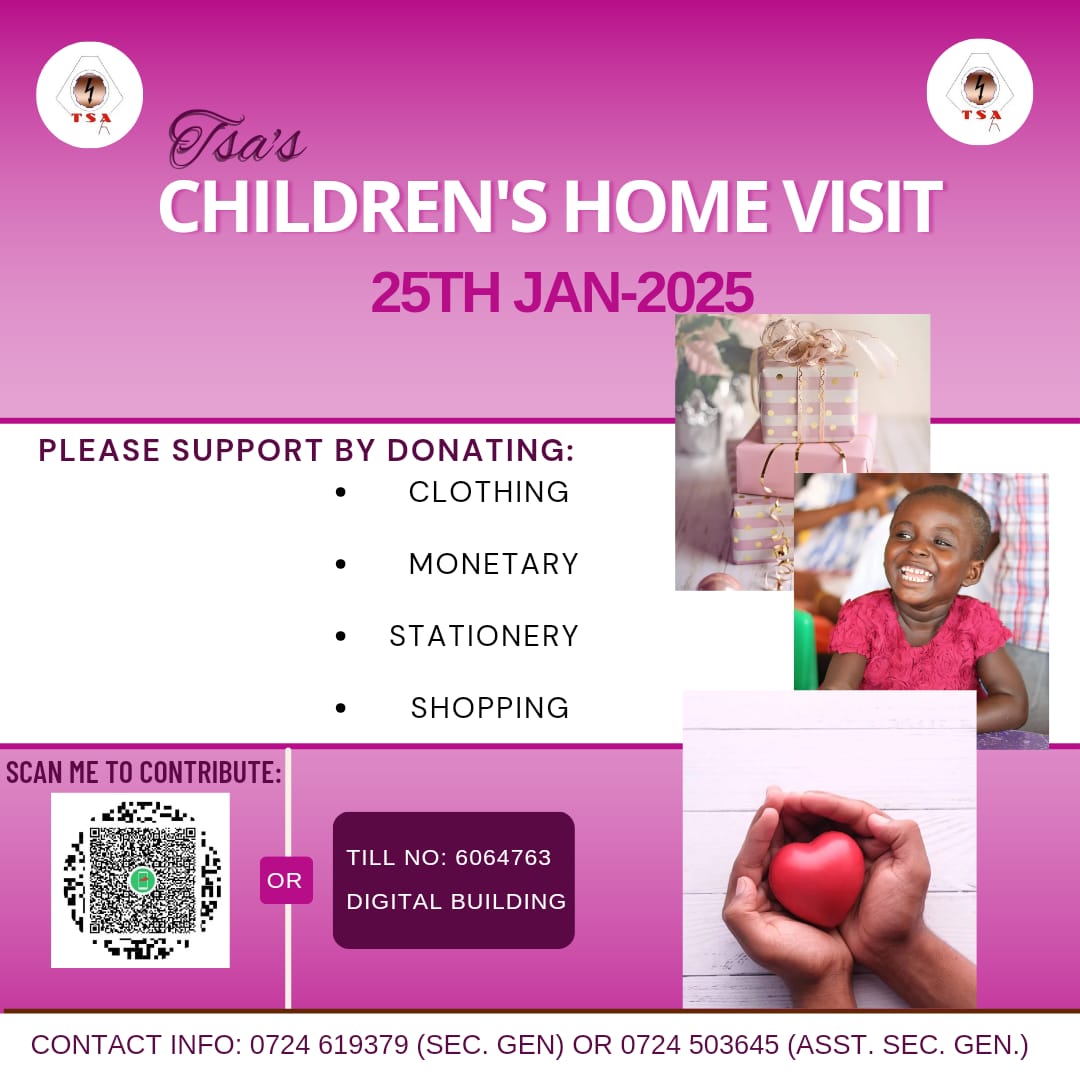 TSA
TSA
Tsa's
CHILDREN'S HOME VISIT
25TH JAN-2025
PLEASE SUPPORT BY DONATING:
• CLOTHING
• MONETARY
• STATIONERY
• SHOPPING
SCAN ME TO CONTRIBUTE:
OR
TILL NO: 6064763
DIGITAL BUILDING
CONTACT INFO: 0724 619379 (SEC. GEN) OR 0724 503645 (ASST. SEC. GEN.)